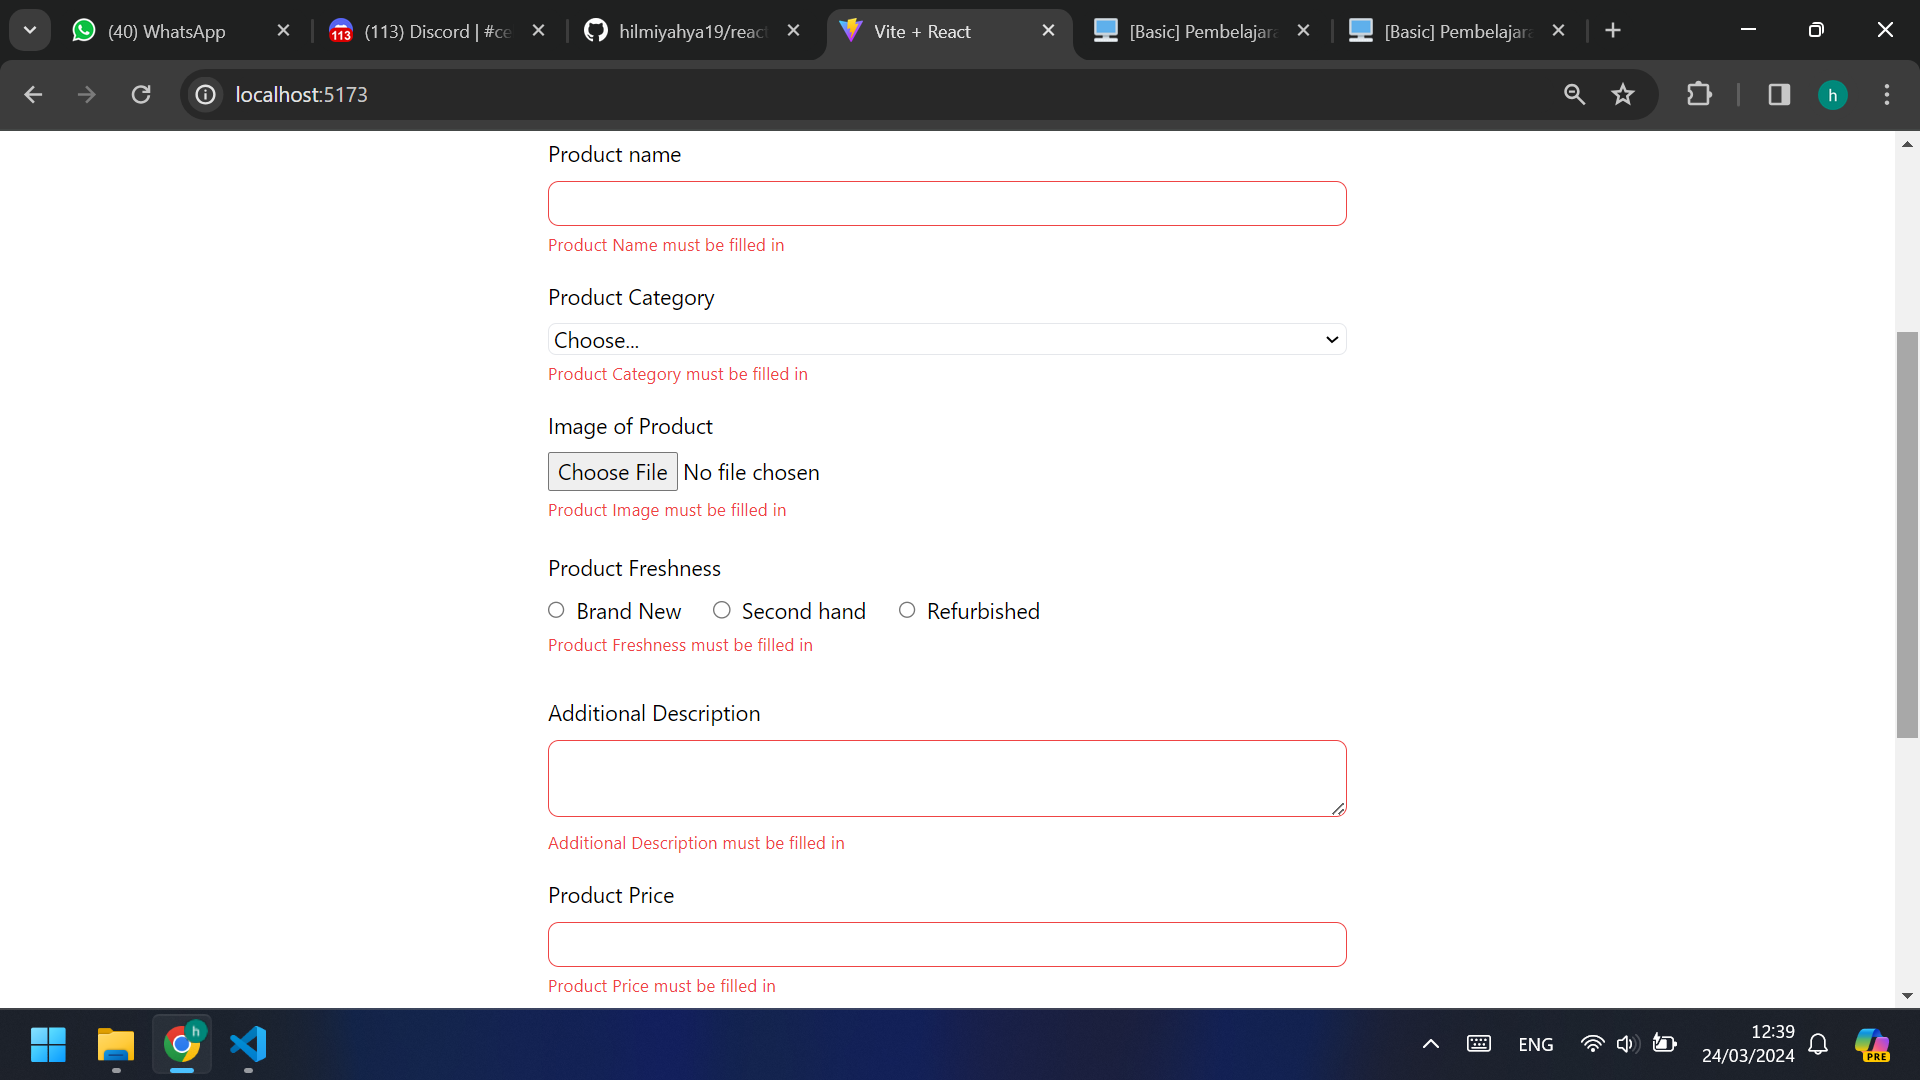 (40) WhatsApp
113
(113) Discord | #ce
hilmiyahya19/react
Vite + React
[Basic] Pembelajara
[Basic] Pembelajara
localhost:5173
h
Product name
Product Name must be filled in
Product Category
Choose...
Product Category must be filled in
Image of Product
Choose File No file chosen
Product Image must be filled in
Product Freshness
Brand New Second hand Refurbished
Product Freshness must be filled in
Additional Description
Additional Description must be filled in
Product Price
Product Price must be filled in
h
ENG
12:39
24/03/2024
PRE